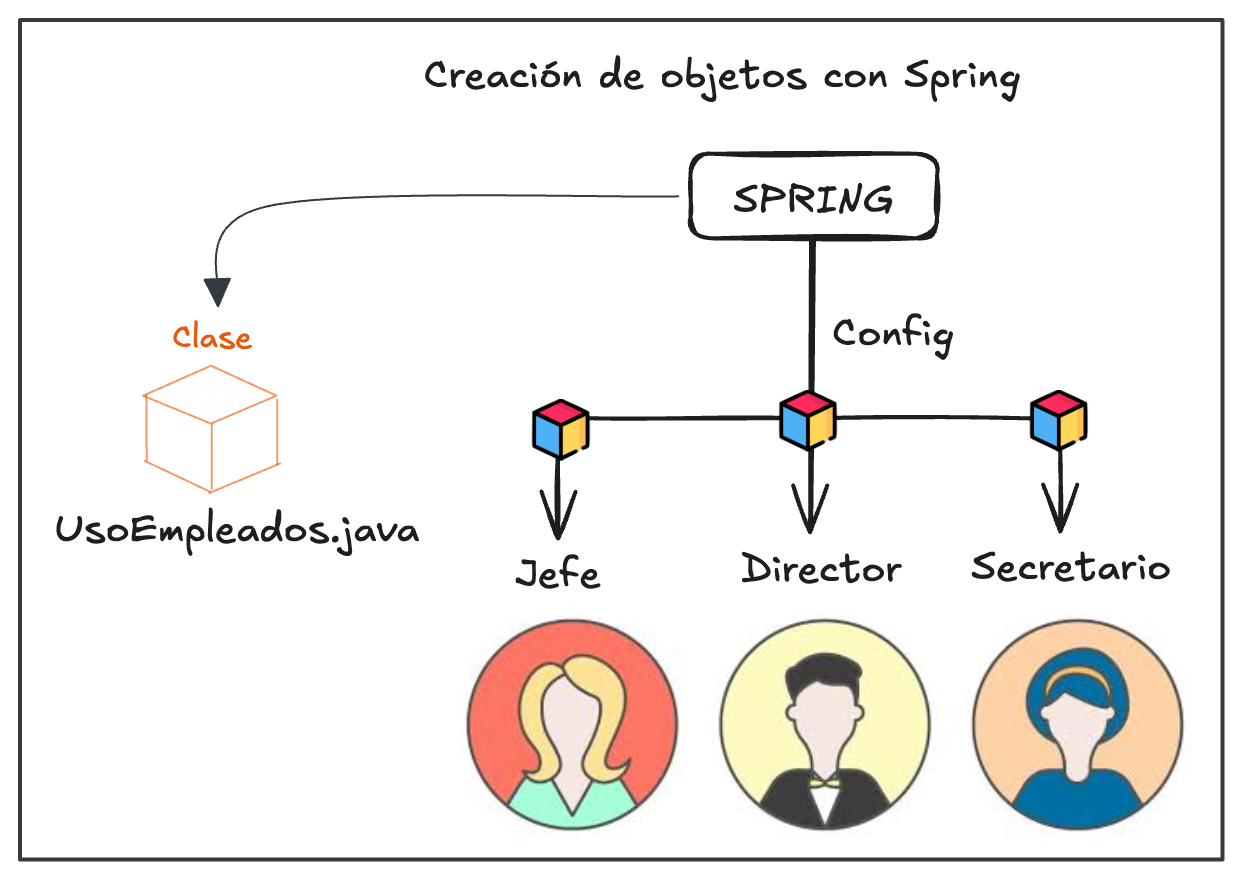 Creación de objetos con Spring
SPRING
Config
Clase
UsoEmpleados.java
Jefe
Director
Secretario